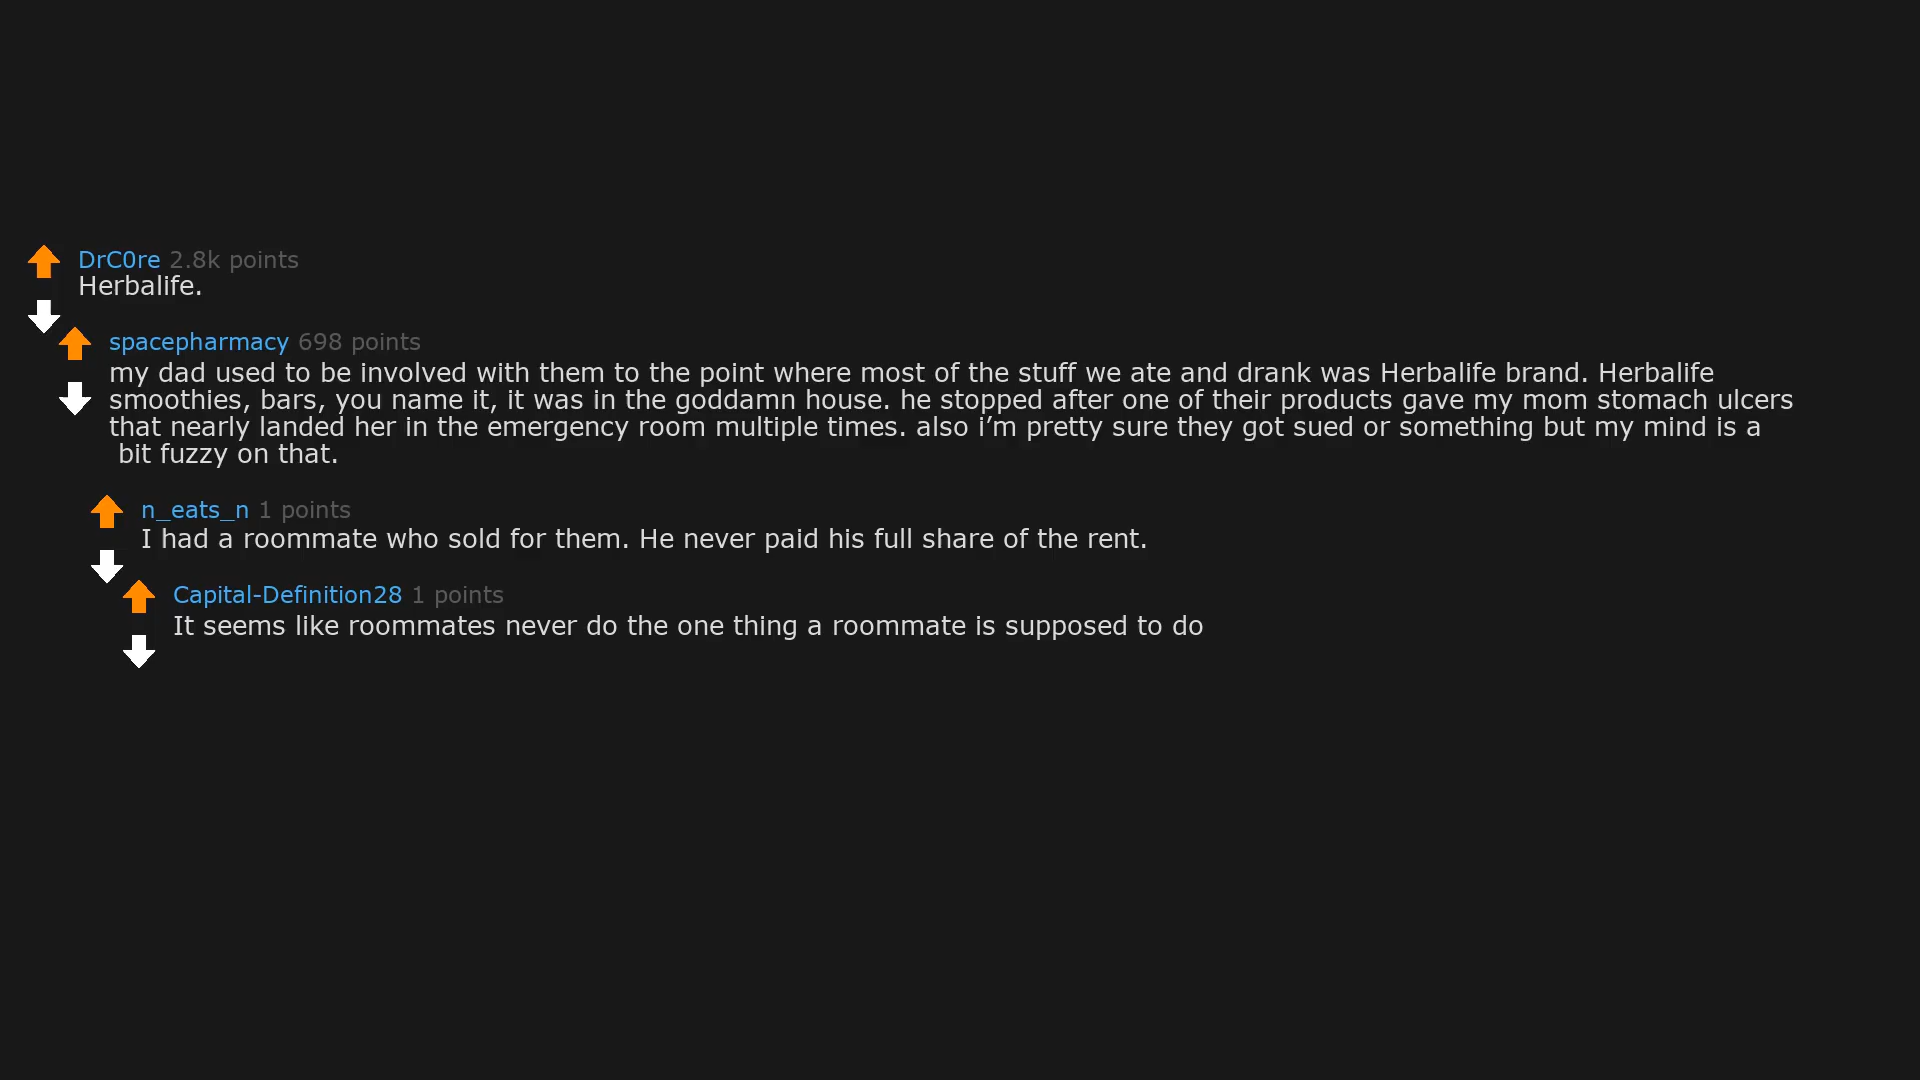 DrC0re 2.8k points
Herbalife.
spacepharmacy 698 points
my dad used to be involved with them to the point where most of the stuff we ate and drank was Herbalife brand. Herbalife
smoothies, bars, you name it, it was in the goddamn house. he stopped after one of their products gave my mom stomach ulcers
that nearly landed her in the emergency room multiple times. also i’m pretty sure they got sued or something but my mind is a
bit fuzzy on that.
n_eats_n 1 points
I had a roommate who sold for them. He never paid his full share of the rent.
Capital-Definition28 1 points
It seems like roommates never do the one thing a roommate is supposed to do